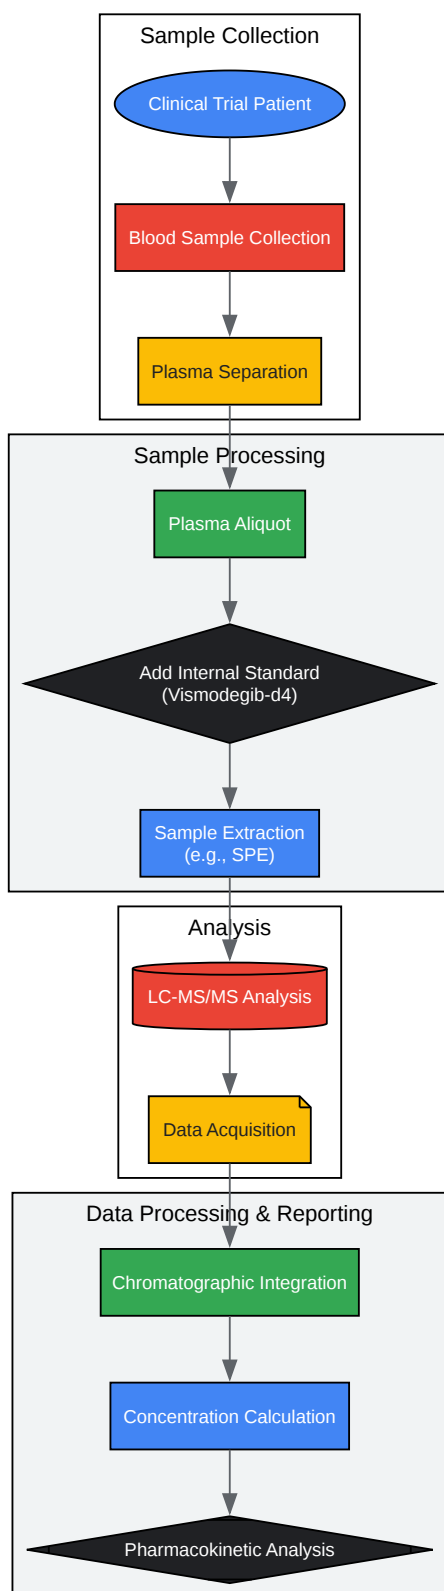 Sample Collection
Clinical Trial Patient
Blood Sample Collection
Plasma Separation
Sample Processing
Plasma Aliquot
Add Internal Standard
(Vismodegib-d4)
Sample Extraction
(e.g., SPE)
Analysis
LC-MS/MS Analysis
Data Acquisition
Data Processing & Reporting
Chromatographic Integration
Concentration Calculation
Pharmacokinetic Analysis